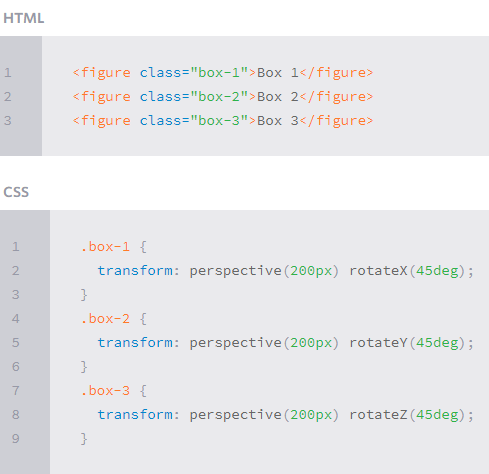 HTML
1 <figure class="box-1">Box 1</figure>
2 <figure class="box-2">Box 2</figure>
3 <figure class="box-3">Box 3</figure>
CSS
1 .box-1 {
2 transform: perspective(200px) rotateX(45deg);
3 }
4 .box-2 {
5 transform: perspective(200px) rotateY(45deg);
6 }
7 .box-3 {
8 transform: perspective(200px) rotateZ(45deg);
9 }